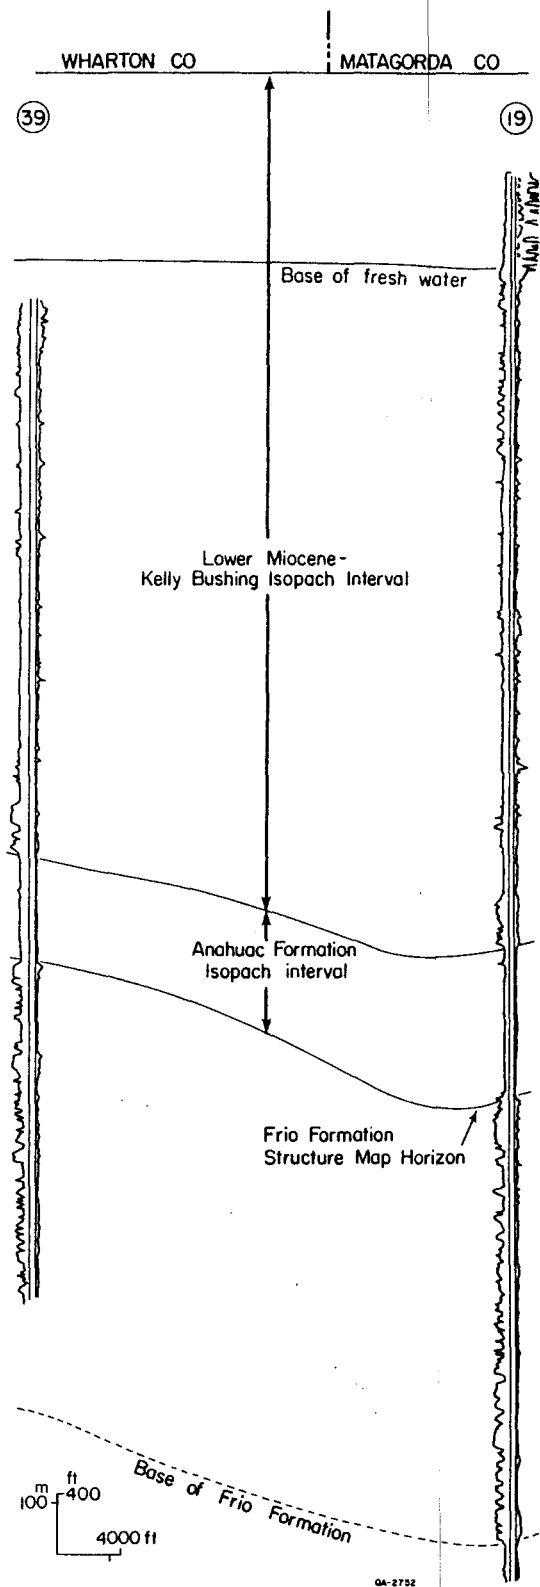 WHARTON CO
MATAGORDA CO
39
19
Base of fresh water
Lower Miocene-
Kelly Bushing Isopach Interval
Anahuac Formation
Isopach interval
Frio Formation
Structure Map Horizon
Base of Frio Formation
m ft
100 400
4000 ft
QA-2752